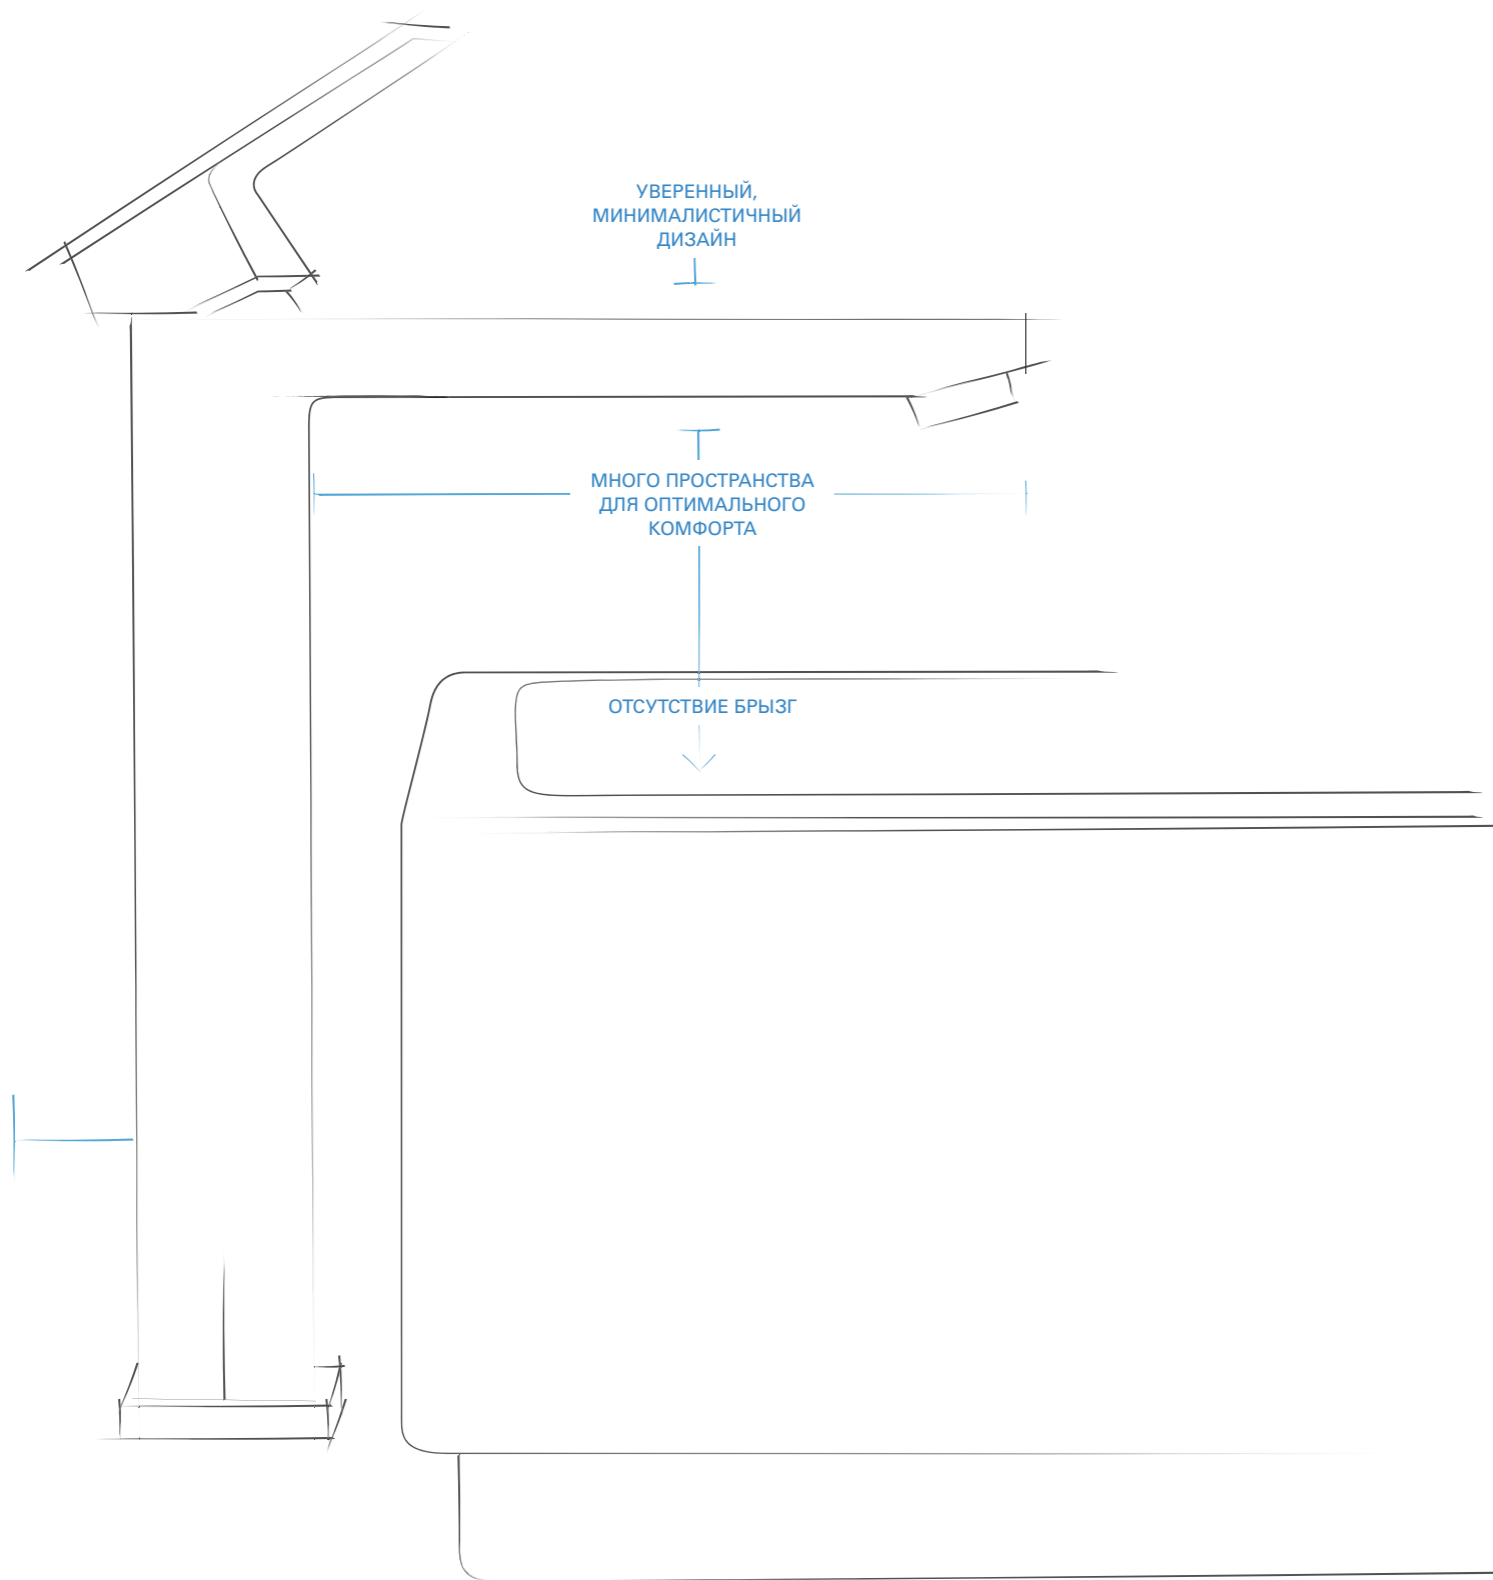 УВЕРЕННЫЙ,
МИНИМАЛИСТИЧНЫЙ
ДИЗАЙН
МНОГО ПРОСТРАНСТВА
ДЛЯ ОПТИМАЛЬНОГО
КОМФОРТА
ОТСУТСТВИЕ БРЫЗГ